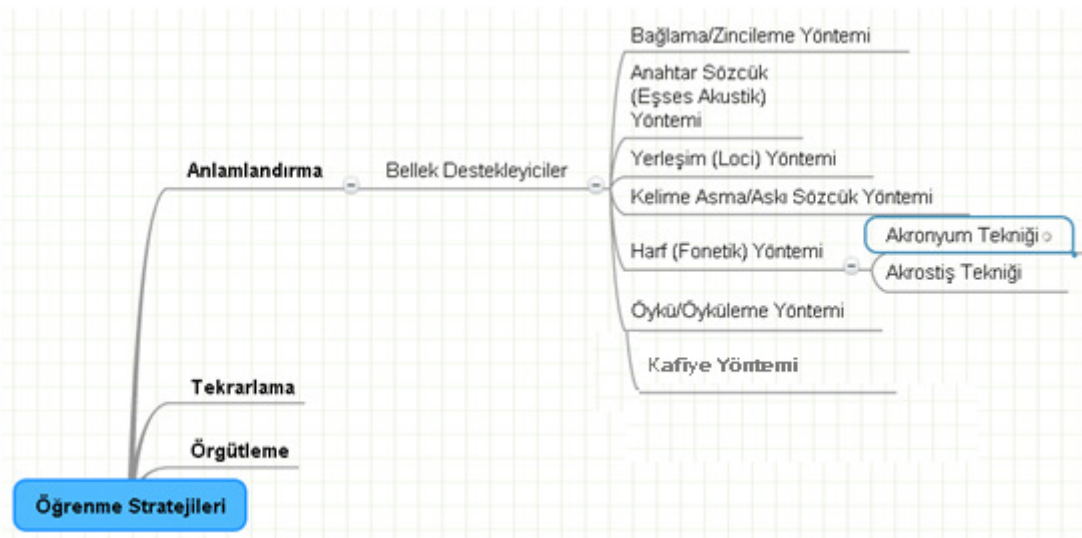 Bağlama/Zincileme Yöntemi
Anahtar Sözcük
(Eşses Akustik)
Yöntemi
Anlamlandırma
Bellek Destekleyiciler
Yerleşim (Loci) Yöntemi
Kelime Asma/Askı Sözcük Yöntemi
Harf (Fonetik) Yöntemi
Akronyum Tekniği
Akrostiş Tekniği
Öykü/Öyküleme Yöntemi
Kafiye Yöntemi
Tekrarlama
Örgütleme
Öğrenme Stratejileri